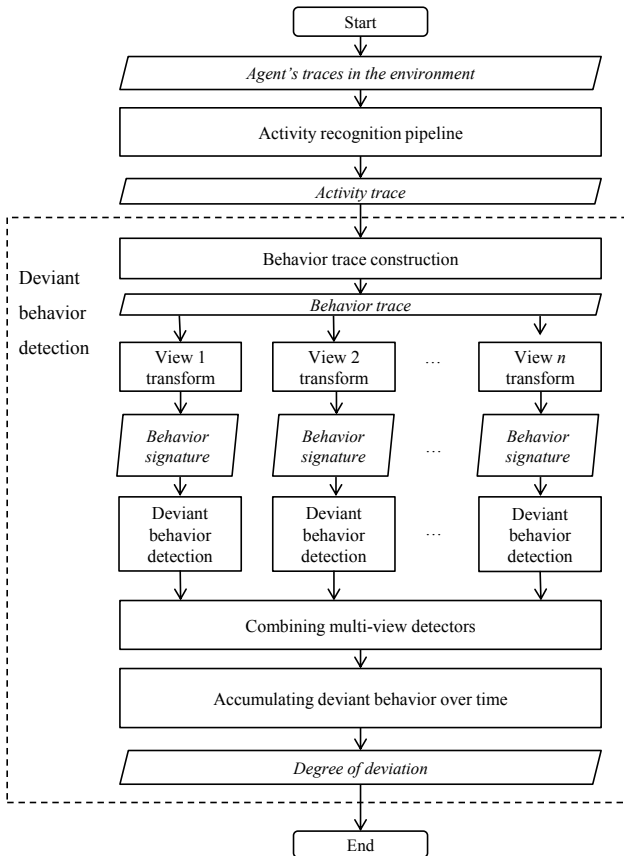 Start
Agent's traces in the environment
Activity recognition pipeline
Activity trace
Deviant
behavior
detection
Behavior trace construction
Behavior trace
View 1
transform
View 2
transform
…
View n
transform
Behavior
signature
Behavior
signature
…
Behavior
signature
Deviant
behavior
detection
Deviant
behavior
detection
…
Deviant
behavior
detection
Combining multi-view detectors
Accumulating deviant behavior over time
Degree of deviation
End